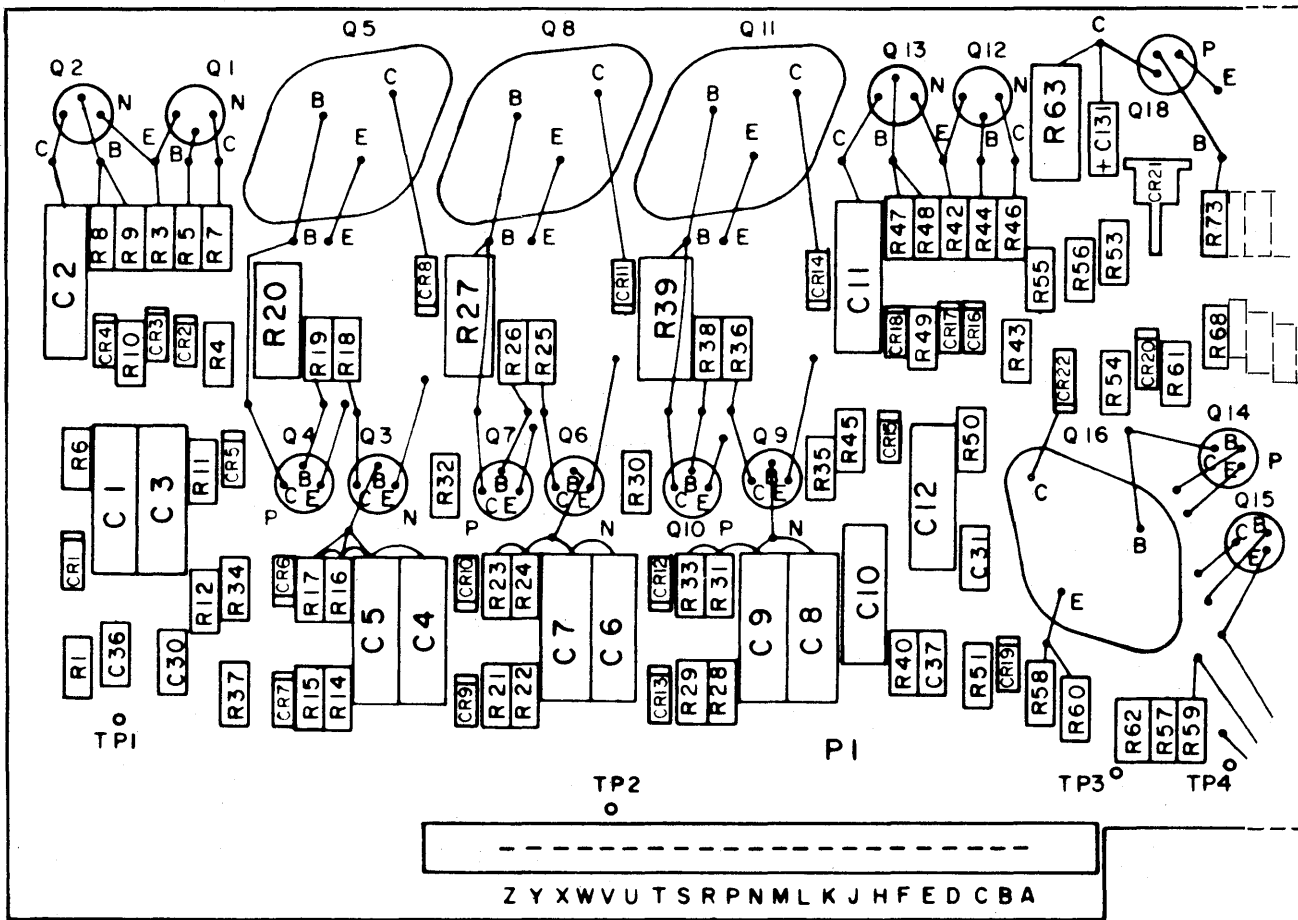 Q5 Q8 Q11 C
Q2 Q1 Q13 Q12 P
N N C C C N N E
B B B R63 +C131 Q18
C B E B C E E E C B E B C CR21 B
R8 R9 R3 R5 R7 R47 R48 R42 R44 R46 R73
C2 B E B E B E C11 R55 R56 R53
R20 CR8 R27 CR11 R39 CR14
CR4 R10 CR3 CR2 R4 R19 R18 R26 R25 R38 R36 CR18 R49 CR17 CR16 R43 R68
CR22 R54 CR20 R61
R6 C1 C3 R11 CR5 Q4 Q3 R32 Q7 Q6 R30 Q9 R35 R45 CR15 C12 R50 Q16 Q14
C B E C B E C B E C B E C B E C B E C B E P
P N P N Q10 P N Q15
C B E
B
CR1 R12 R34 CR6 R17 R16 C5 C4 CR10 R23 R24 C7 C6 CR12 R33 R31 C9 C8 C10 C31
E
R1 C36 C30 R37 CR7 R15 R14 CR9 R21 R22 CR13 R29 R28 R40 C37 R51 CR19 R58 R60
R62 R57 R59
TP1 P1
TP2 TP3 TP4
Z Y X W V U T S R P N M L K J H F E D C B A